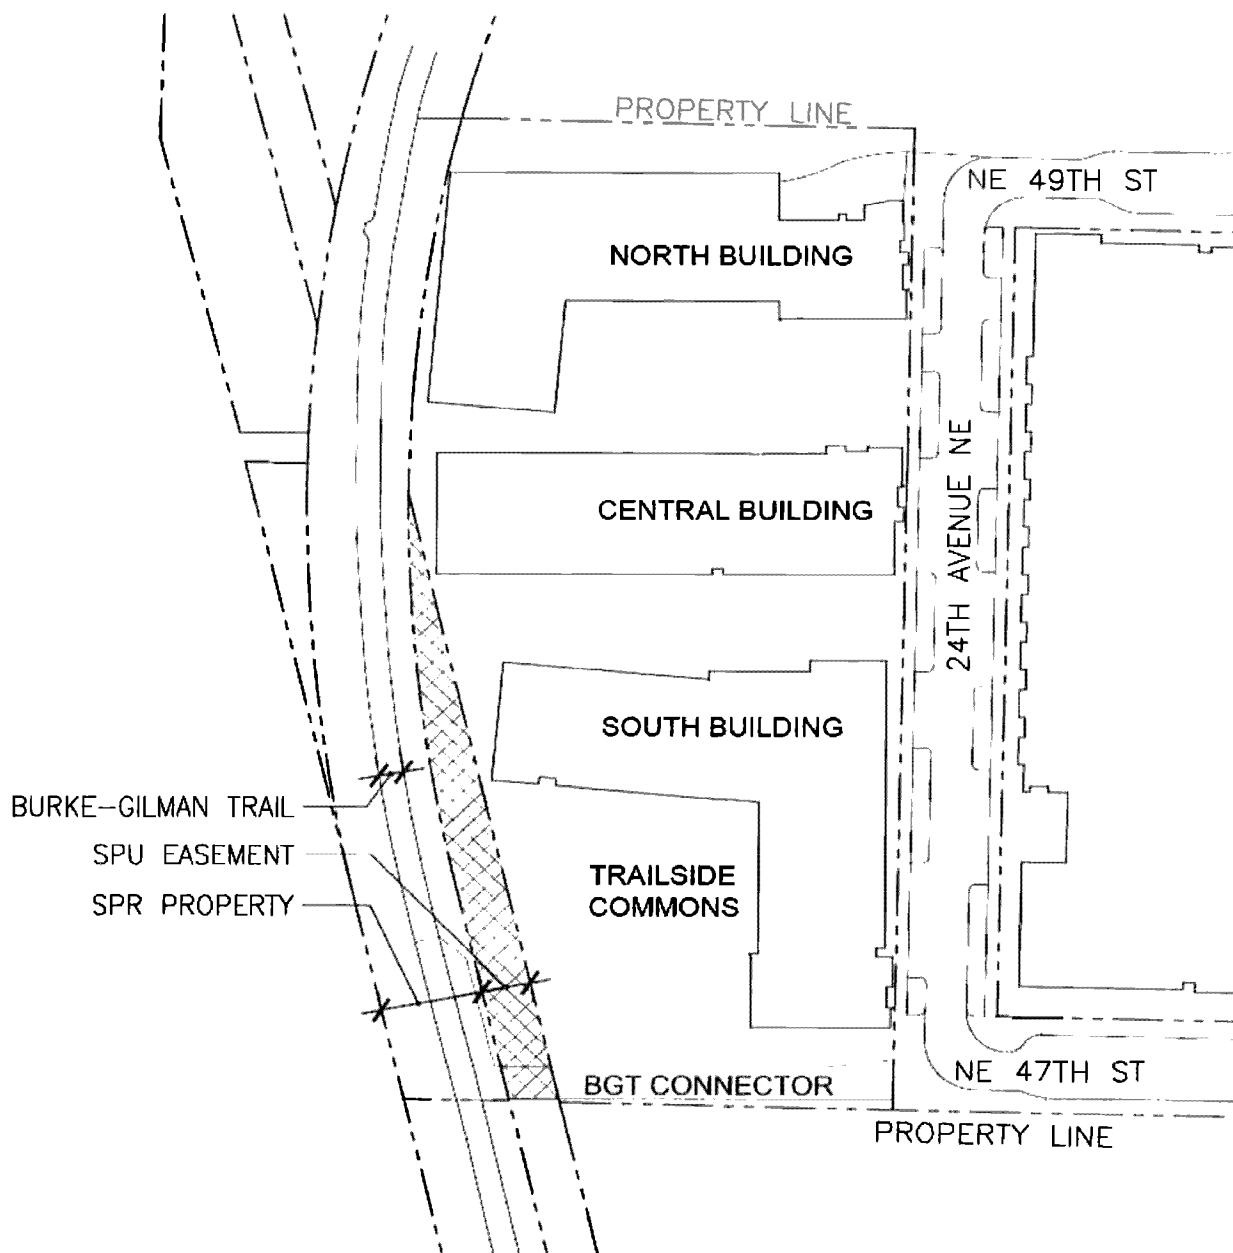 PROPERTY LINE
NE 49TH ST
NORTH BUILDING
CENTRAL BUILDING
24TH AVENUE NE
SOUTH BUILDING
BURKE-GILMAN TRAIL
SPU EASEMENT
SPR PROPERTY
TRAILSIDE
COMMONS
NE 47TH ST
BGT CONNECTOR
PROPERTY LINE